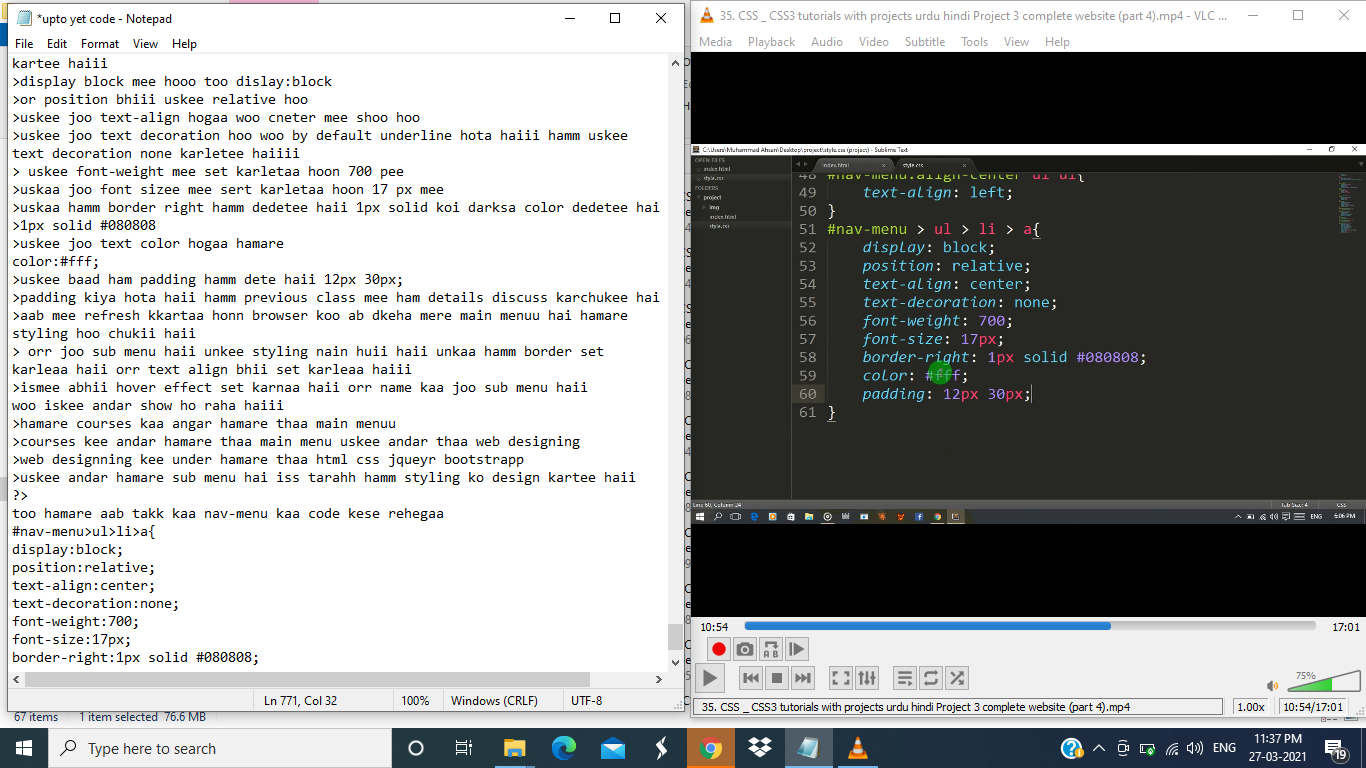 *upto yet code - Notepad
File Edit Format View Help
kartee haiii
>display block mee hooo too dislay:block
>or position bhiii uskee relative hoo
>uskee joo text-align hogaa woo cneter mee shoo hoo
>uskee joo text decoration hoo woo by default underline hota haiii hamm uskee
text decoration none karletee haiiii
> uskee font-weight mee set karletaa hoon 700 pee
>uskaa joo font sizee mee sert karletaa hoon 17 px mee
>uskaa hamm border right hamm dedetee haii 1px solid koi darksa color dedetee hai
>1px solid #080808
>uskee joo text color hogaa hamare
color:#fff;
>uskee baad ham padding hamm dete haii 12px 30px;
>padding kiya hota haii hamm previous class mee ham details discuss karchukee hai
>aab mee refresh kkartaa honn browser koo ab dkeha mere main menuu hai hamare
styling hoo chukii haii
> orr joo sub menu haii unkee styling nain huii haii unkaa hamm border set
karleaa haii orr text align bhii set karleaa haiii
>ismee abhii hover effect set karnaa haii orr name kaa joo sub menu haii
woo iskee andar show ho raha haiii
>hamare courses kaa angar hamare thaa main menuu
>courses kee andar hamare thaa main menu uskee andar thaa web designing
>web designning kee under hamare thaa html css jqueyr bootstrapp
>uskee andar hamare sub menu hai iss tarahh hamm styling ko design kartee haii
?>
too hamare aab takk kaa nav-menu kaa code kese rehegaa
#nav-menu>ul>li>a{
display:block;
position:relative;
text-align:center;
text-decoration:none;
font-weight:700;
font-size:17px;
border-right:1px solid #080808;
Ln 771, Col 32 100% Windows (CRLF) UTF-8
67 items 1 item selected 76.6 MB
35. CSS _ CSS3 tutorials with projects urdu hindi Project 3 complete website (part 4).mp4 - VLC ...
Media Playback Audio Video Subtitle Tools View Help
C:\Users\Muhammad Ahsan\Desktop\project\style.css (project) - Sublime Text
OPEN FILES
index.html
style.css
FOLDERS
project
img
index.html
style.css
index.html style.css
48 #nav-menu.align-center ul ul{
49 text-align: left;
50 }
51 #nav-menu > ul > li > a{
52 display: block;
53 position: relative;
54 text-align: center;
55 text-decoration: none;
56 font-weight: 700;
57 font-size: 17px;
58 border-right: 1px solid #080808;
59 color: #fff;
60 padding: 12px 30px;
61 }
Line 60, Column 24 Tab Size: 4 CSS
ENG 6:06 PM
10:54 17:01
75%
35. CSS _ CSS3 tutorials with projects urdu hindi Project 3 complete website (part 4).mp4 1.00x 10:54/17:01
Type here to search
ENG 11:37 PM
27-03-2021
19